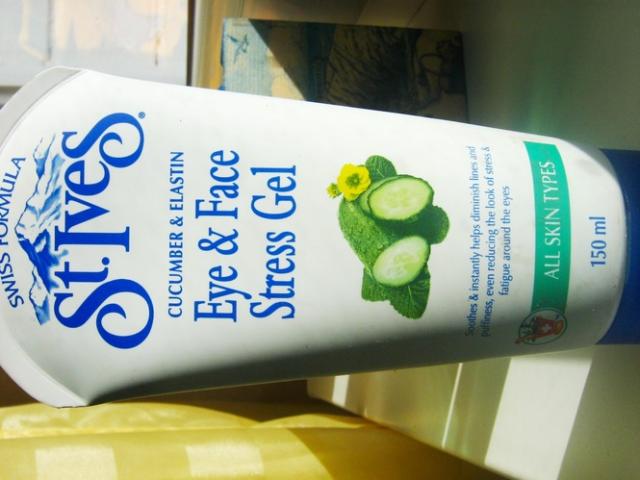 SWISS FORMULA
St. Ives®
CUCUMBER & ELASTIN
Eye & Face
Stress Gel
Soothes & instantly helps diminish lines and
puffiness, even reducing the look of stress &
fatigue around the eyes
ALL SKIN TYPES
150 ml